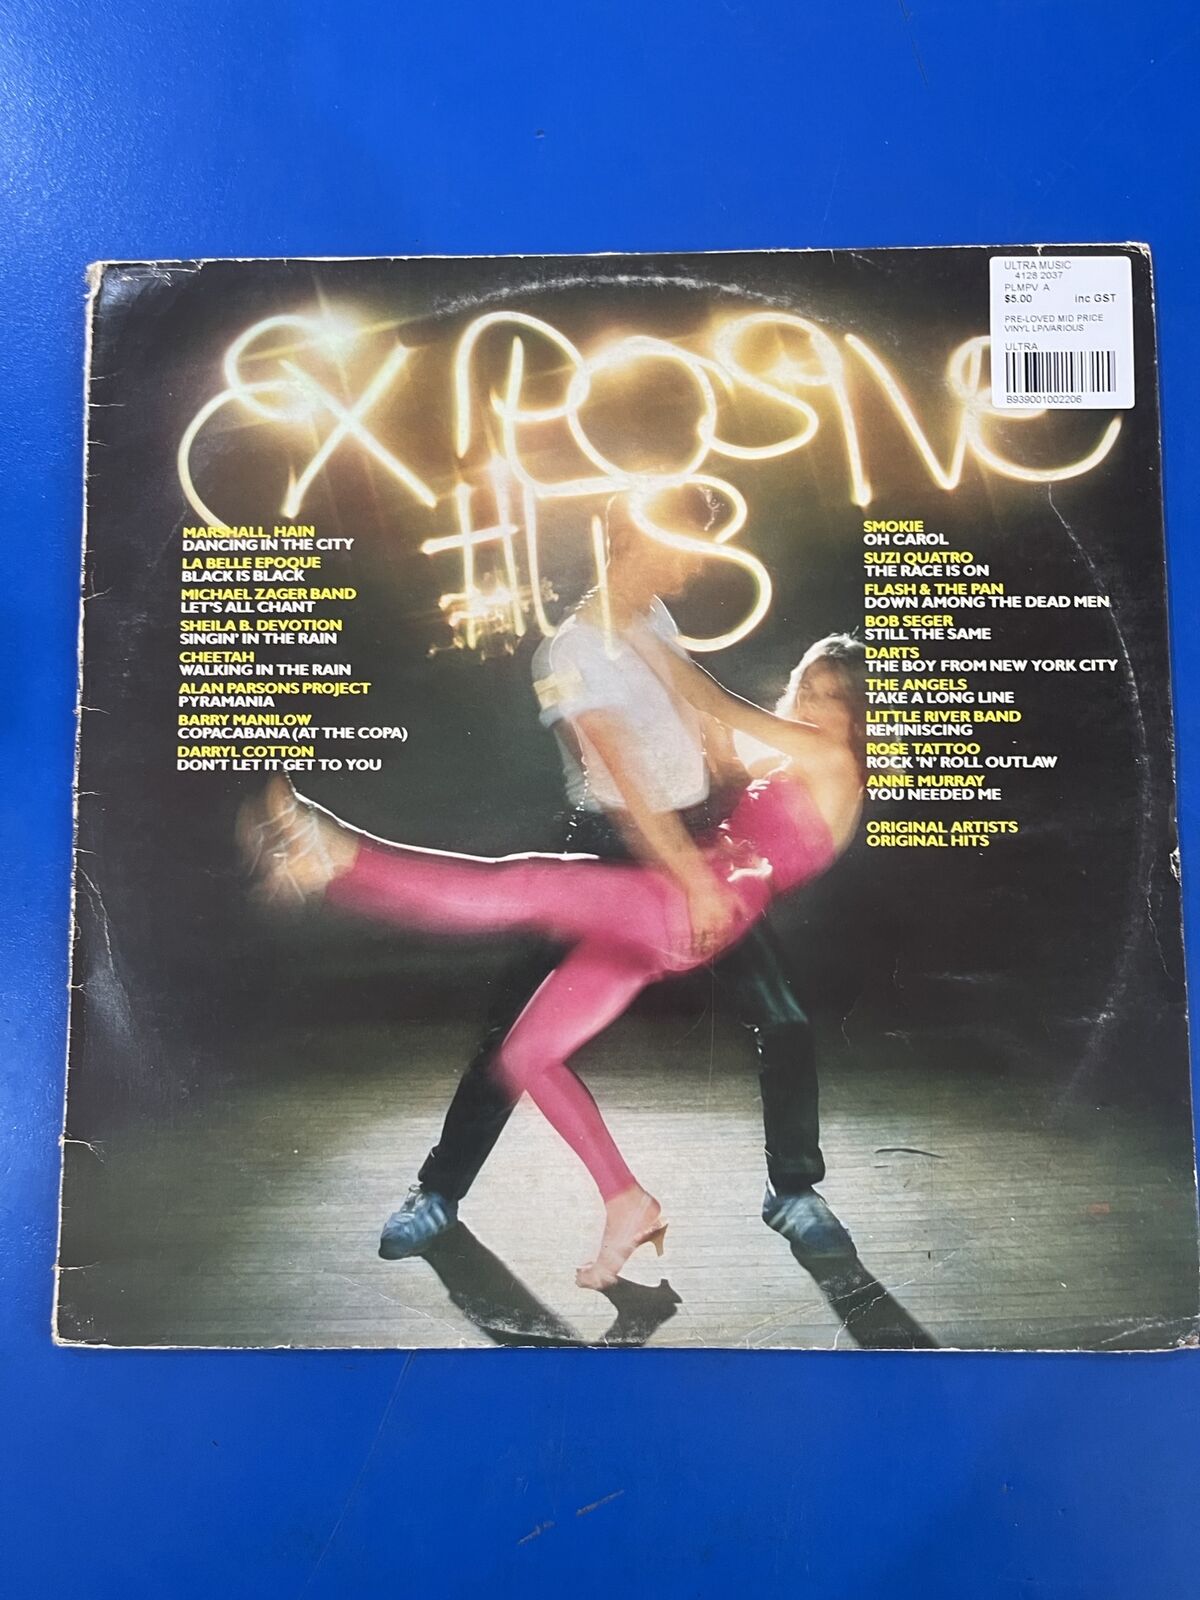 EXPLOSIVE
HITS
ULTRA MUSIC
4128 2037
PLMPV A
$5.00 inc GST
PRE-LOVED MID PRICE
VINYL LP/VARIOUS
ULTRA
B939001002206
MARSHALL, HAIN
DANCING IN THE CITY
LA BELLE EPOQUE
BLACK IS BLACK
MICHAEL ZAGER BAND
LET'S ALL CHANT
SHEILA B. DEVOTION
SINGIN' IN THE RAIN
CHEETAH
WALKING IN THE RAIN
ALAN PARSONS PROJECT
PYRAMANIA
BARRY MANILOW
COPACABANA (AT THE COPA)
DARRYL COTTON
DON'T LET IT GET TO YOU
SMOKIE
OH CAROL
SUZI QUATRO
THE RACE IS ON
FLASH & THE PAN
DOWN AMONG THE DEAD MEN
BOB SEGER
STILL THE SAME
DARTS
THE BOY FROM NEW YORK CITY
THE ANGELS
TAKE A LONG LINE
LITTLE RIVER BAND
REMINISCING
ROSE TATTOO
ROCK 'N' ROLL OUTLAW
ANNE MURRAY
YOU NEEDED ME
ORIGINAL ARTISTS
ORIGINAL HITS